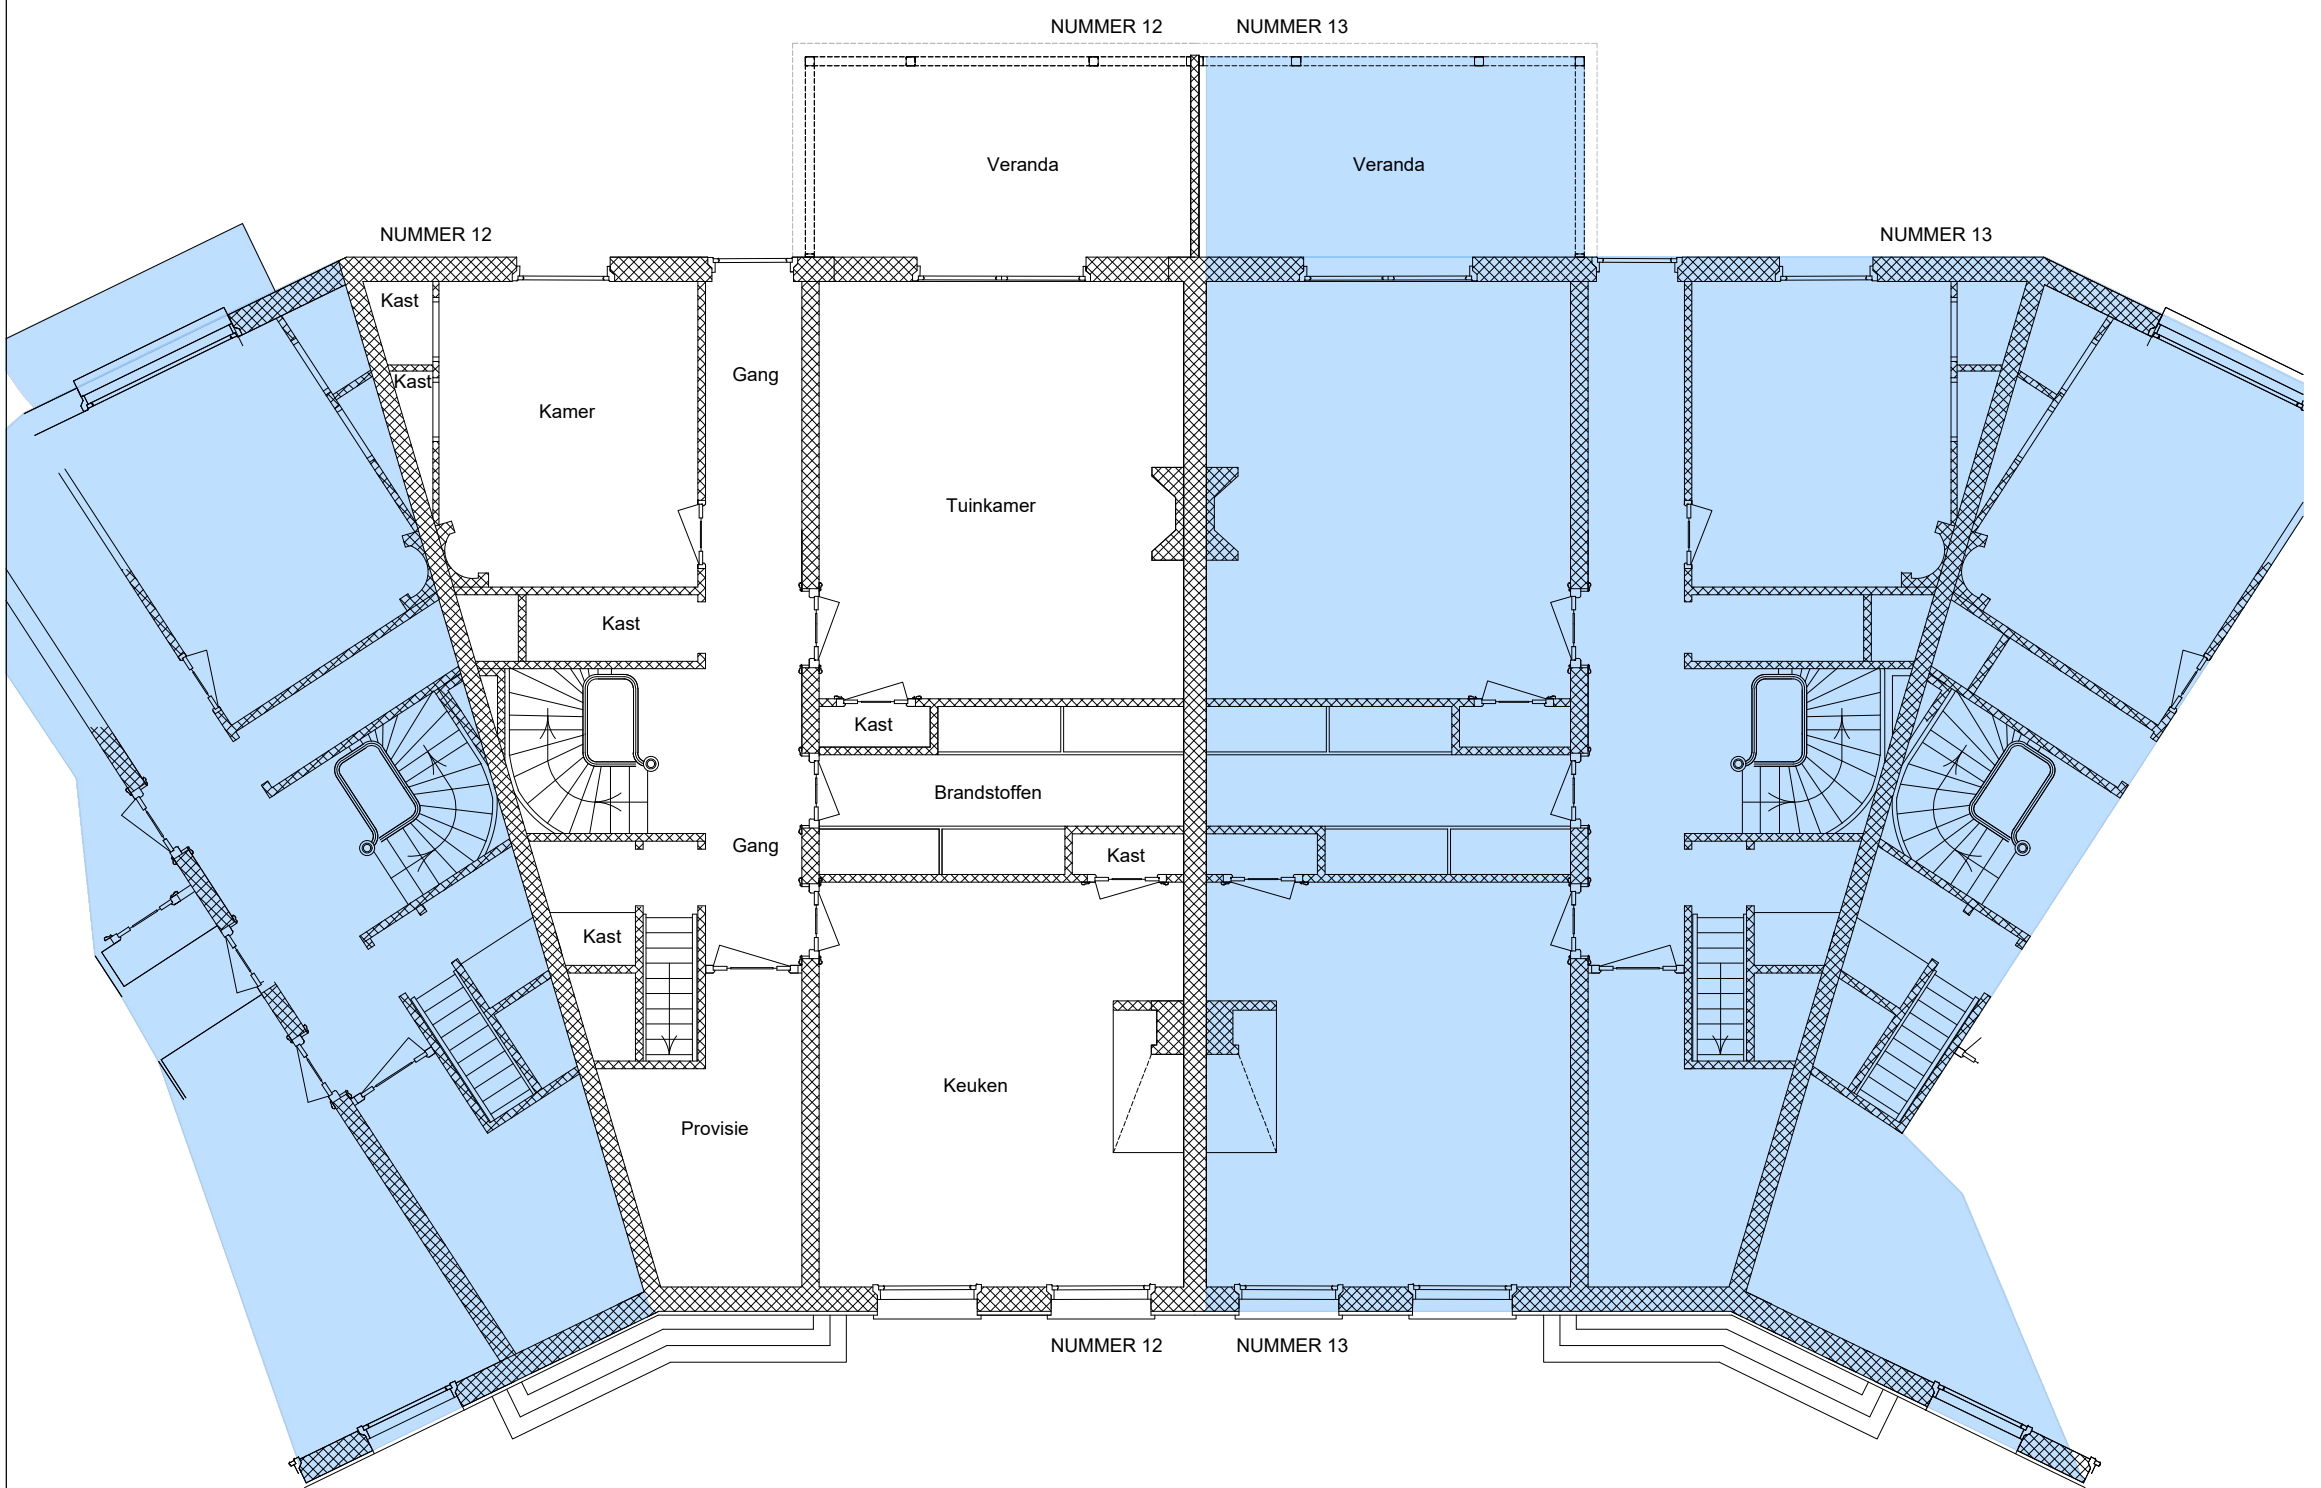 NUMMER 12
NUMMER 13
Veranda
Veranda
NUMMER 12
NUMMER 13
Kast
Gang
Kast
Kamer
Tuinkamer
Kast
Kast
Brandstoffen
Gang
Kast
Kast
Keuken
Provisie
NUMMER 12
NUMMER 13